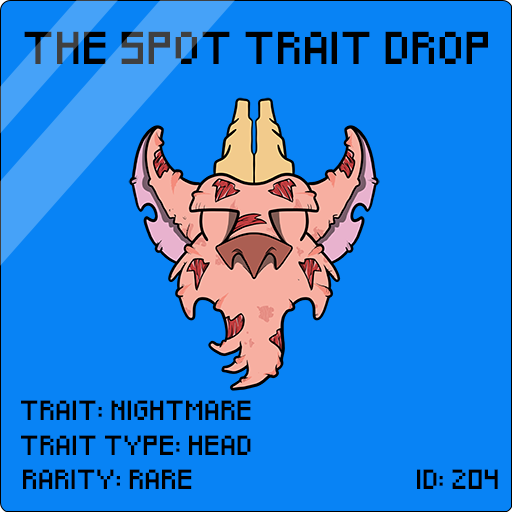 THE SPOT TRAIT DROP
TRAIT: NIGHTMARE
TRAIT TYPE: HEAD
RARITY: RARE
ID: 204